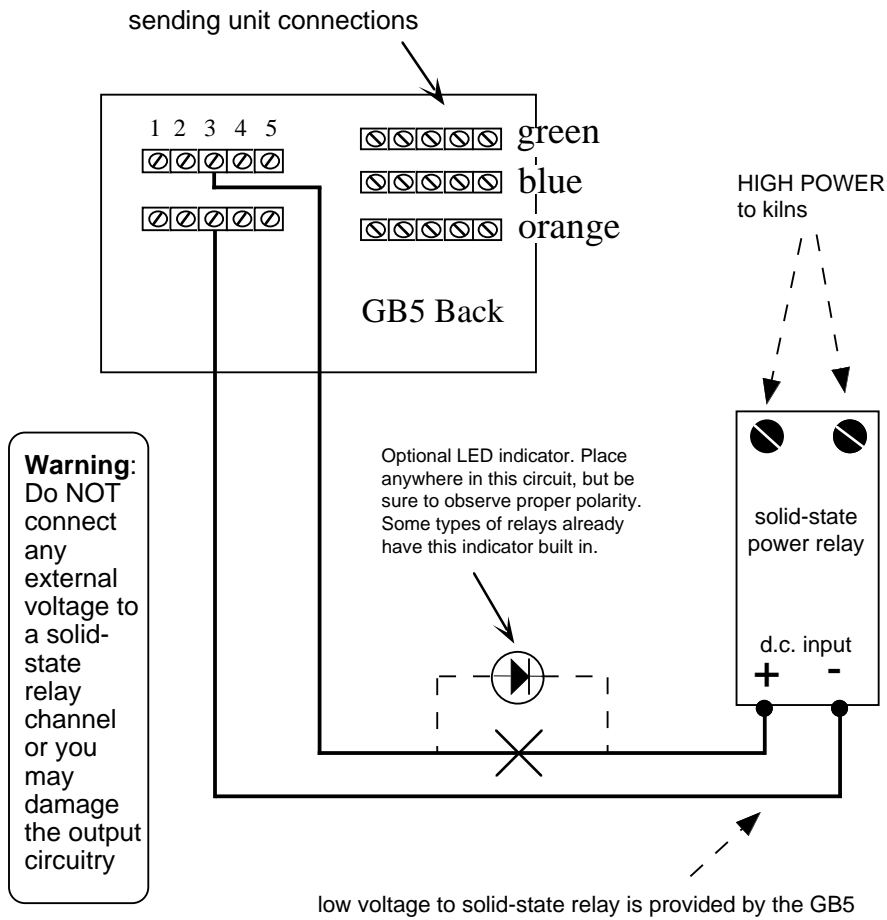 sending unit connections
1 2 3 4 5
green
blue
orange
GB5 Back
HIGH POWER
to kilns
Warning:
Do NOT
connect
any
external
voltage to
a solid-
state
relay
channel
or you
may
damage
the output
circuitry
Optional LED indicator. Place
anywhere in this circuit, but be
sure to observe proper polarity.
Some types of relays already
have this indicator built in.
solid-state
power relay
d.c. input
+ -
low voltage to solid-state relay is provided by the GB5